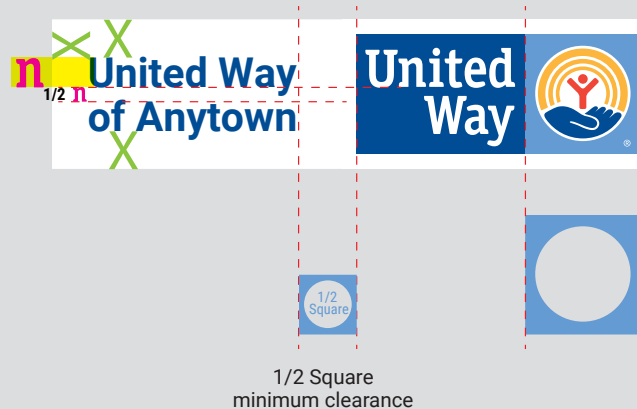 n
1/2 n
X X
United Way
of Anytown
X
United
Way
®
1/2
Square
1/2 Square
minimum clearance